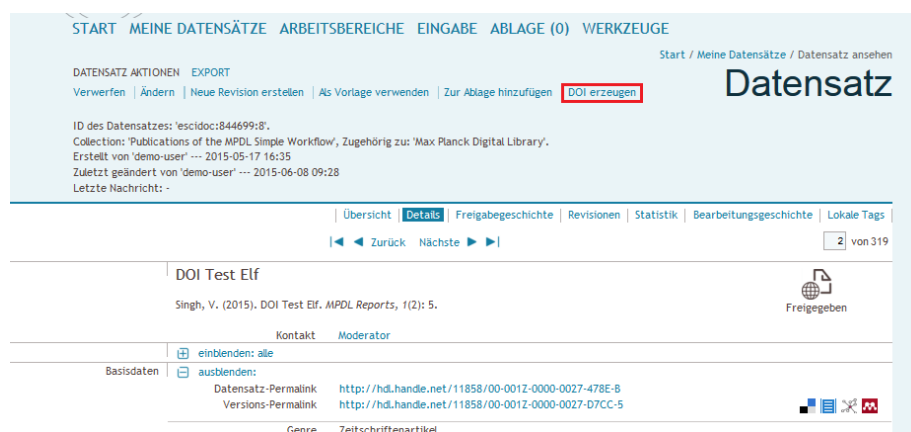 START MEINE DATENSÄTZE ARBEITSBEREICHE EINGABE ABLAGE (0) WERKZEUGE
Start / Meine Datensätze / Datensatz ansehen
DATENSATZ AKTIONEN EXPORT
Datensatz
Verwerfen | Ändern | Neue Revision erstellen | Als Vorlage verwenden | Zur Ablage hinzufügen | DOI erzeugen
ID des Datensatzes: 'escidoc:844699:8'.
Collection: 'Publications of the MPDL Simple Workflow', Zugehörig zu: 'Max Planck Digital Library'.
Erstellt von 'demo-user' --- 2015-05-17 16:35
Zuletzt geändert von 'demo-user' --- 2015-06-08 09:28
Letzte Nachricht: -
| Übersicht | Details | Freigabegeschichte | Revisionen | Statistik | Bearbeitungsgeschichte | Lokale Tags |
Zurück Nächste
2 von 319
DOI Test Elf
Singh, V. (2015). DOI Test Elf. MPDL Reports, 1(2): 5.
Freigegeben
Kontakt Moderator
einblenden: alle
Basisdaten ausblenden:
Datensatz-Permalink http://hdl.handle.net/11858/00-001Z-0000-0027-478E-B
Versions-Permalink http://hdl.handle.net/11858/00-001Z-0000-0027-D7CC-5
Genre Zeitschriftenartikel